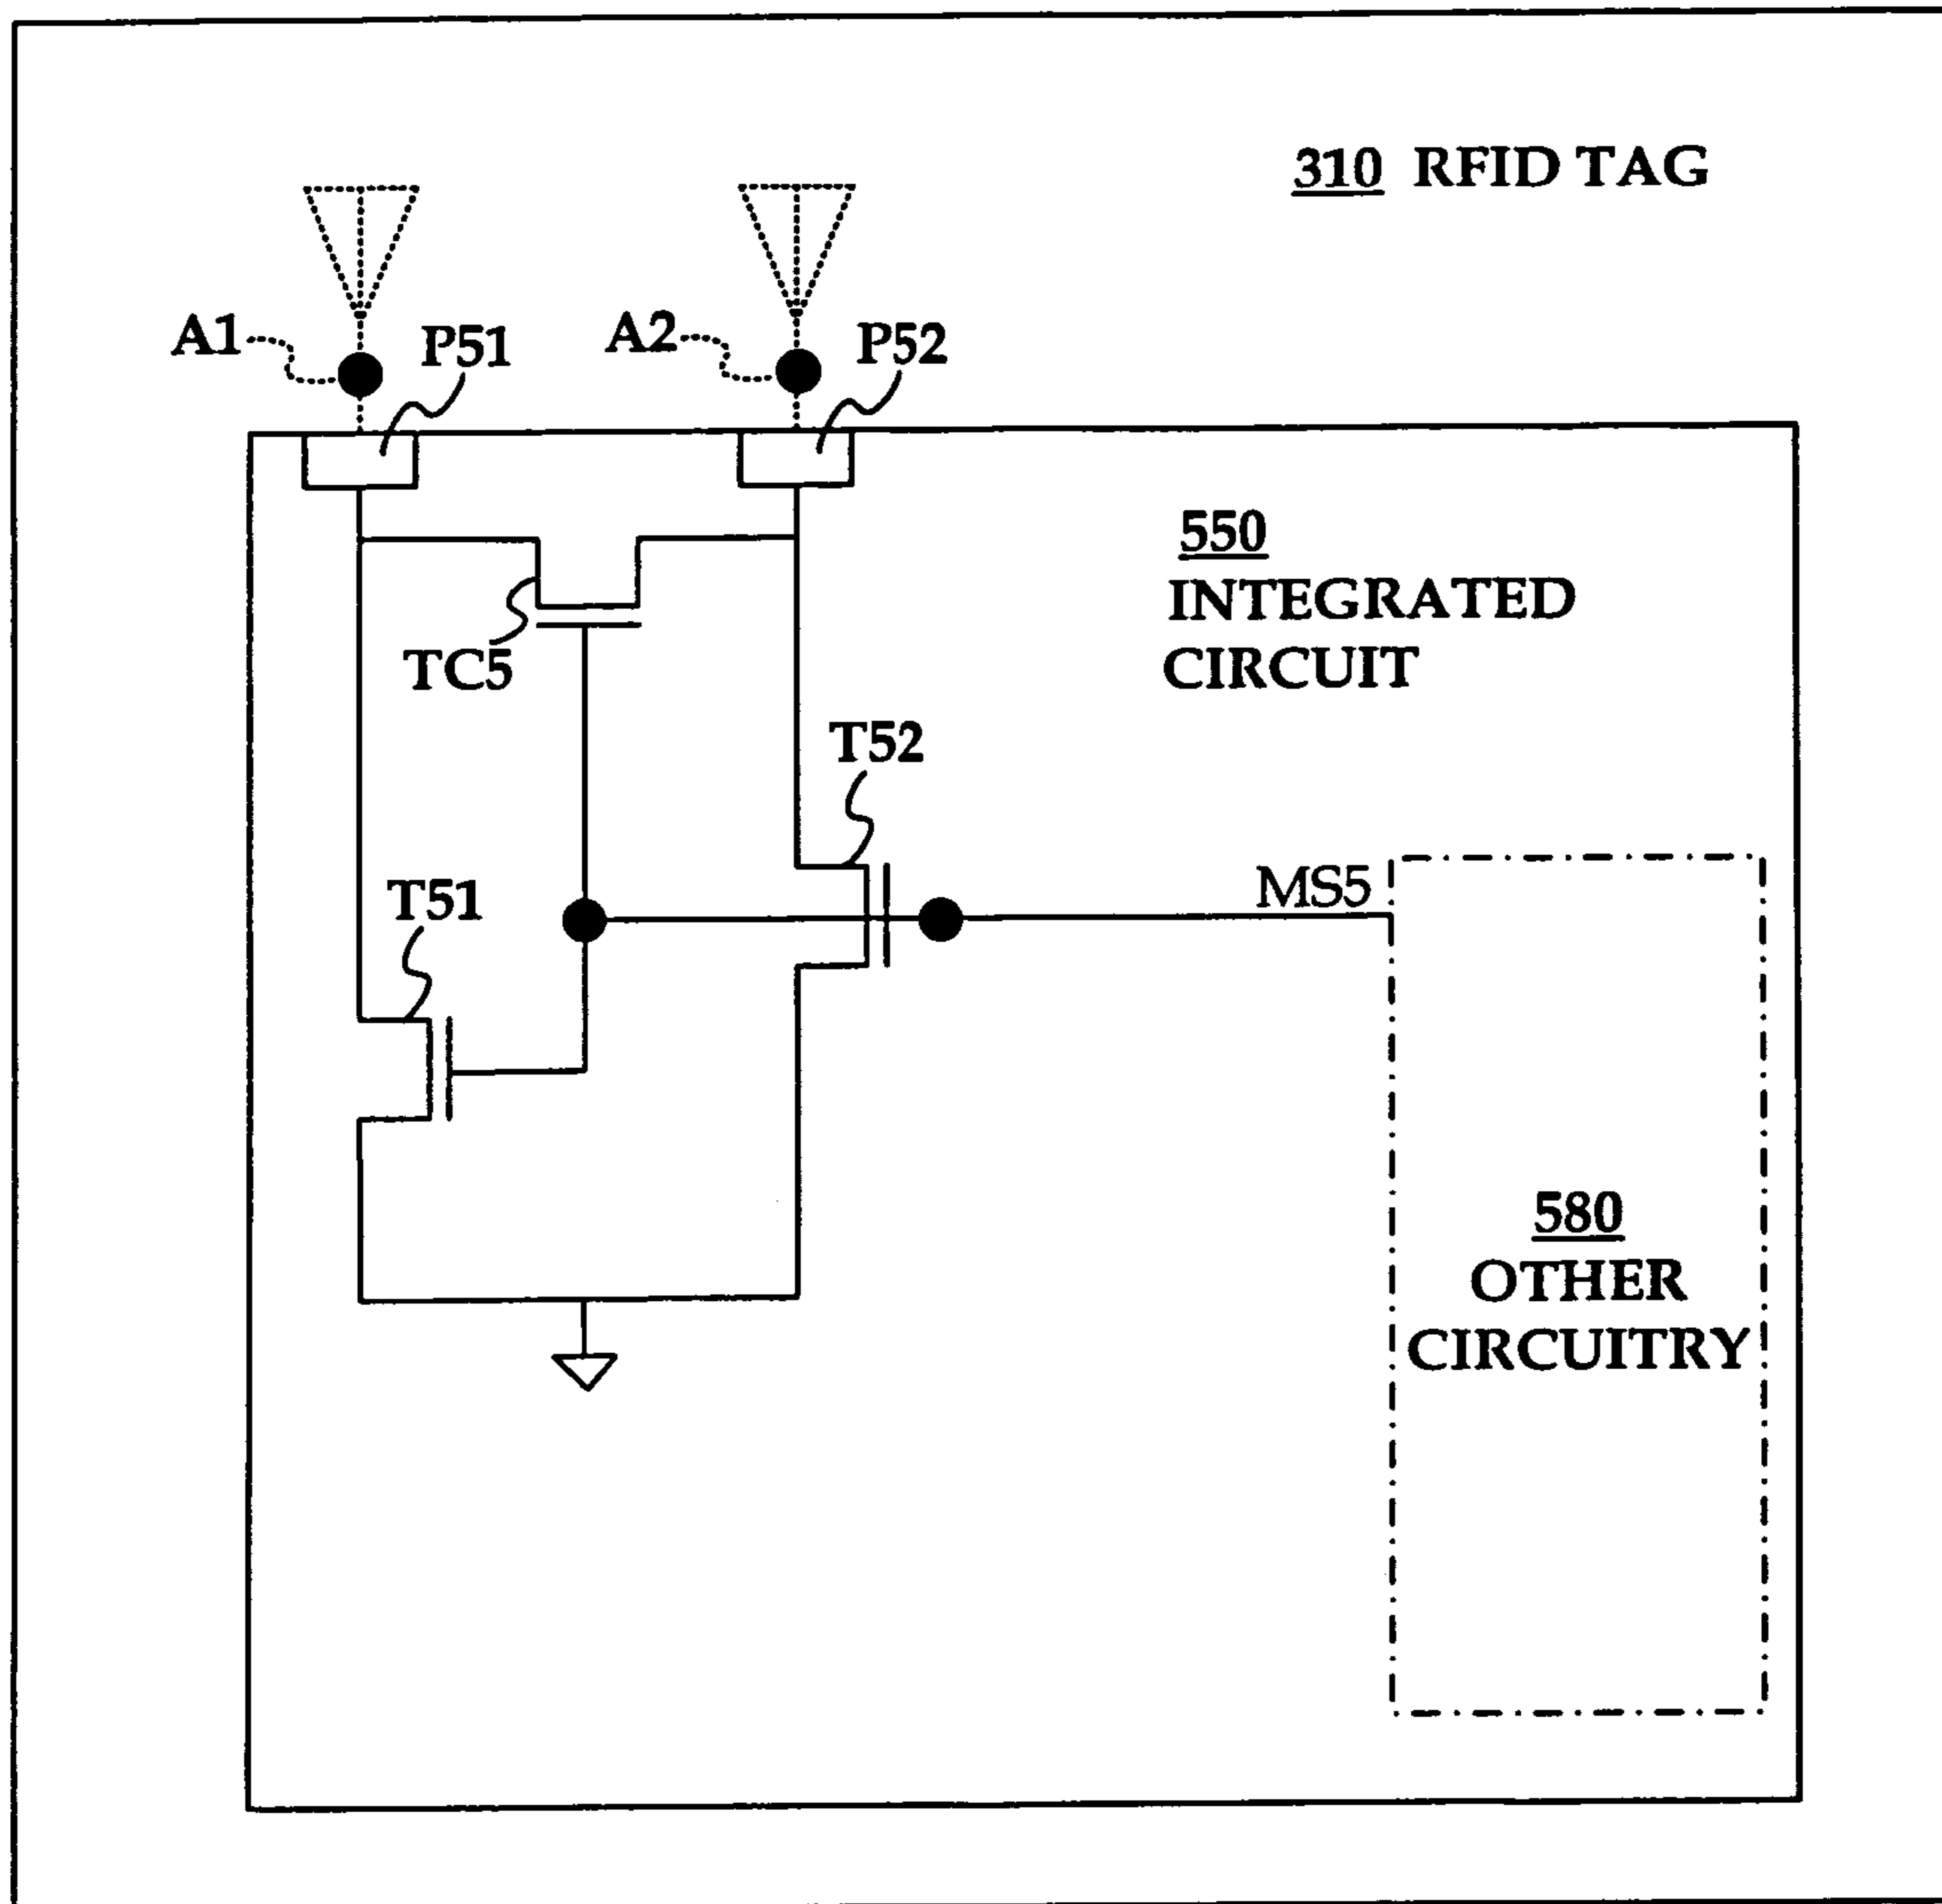 310 RFID TAG
A1
P51
A2
P52
550
INTEGRATED
CIRCUIT
TC5
T52
T51
MS5
580
OTHER
CIRCUITRY